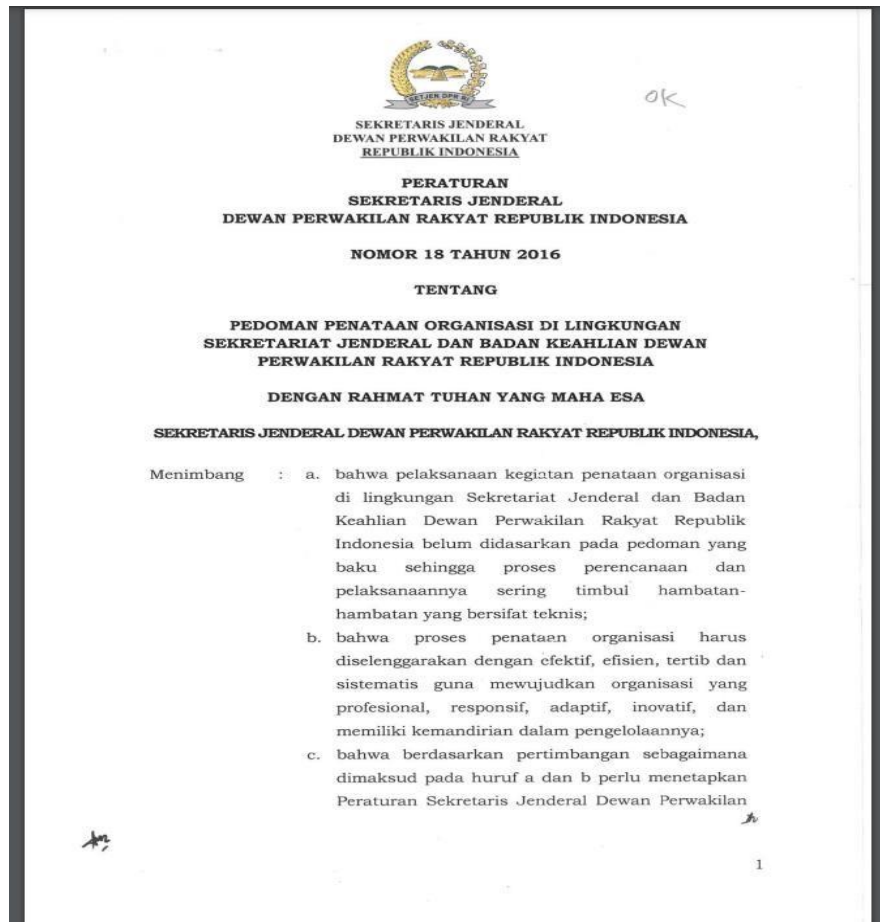 SETJEN DPR RI
OK
SEKRETARIS JENDERAL
DEWAN PERWAKILAN RAKYAT
REPUBLIK INDONESIA
PERATURAN
SEKRETARIS JENDERAL
DEWAN PERWAKILAN RAKYAT REPUBLIK INDONESIA
NOMOR 18 TAHUN 2016
TENTANG
PEDOMAN PENATAAN ORGANISASI DI LINGKUNGAN
SEKRETARIAT JENDERAL DAN BADAN KEAHLIAN DEWAN
PERWAKILAN RAKYAT REPUBLIK INDONESIA
DENGAN RAHMAT TUHAN YANG MAHA ESA
SEKRETARIS JENDERAL DEWAN PERWAKILAN RAKYAT REPUBLIK INDONESIA,
Menimbang : a. bahwa pelaksanaan kegiatan penataan organisasi
di lingkungan Sekretariat Jenderal dan Badan
Keahlian Dewan Perwakilan Rakyat Republik
Indonesia belum didasarkan pada pedoman yang
baku sehingga proses perencanaan dan
pelaksanaannya sering timbul hambatan-
hambatan yang bersifat teknis;
b. bahwa proses penataan organisasi harus
diselenggarakan dengan efektif, efisien, tertib dan
sistematis guna mewujudkan organisasi yang
profesional, responsif, adaptif, inovatif, dan
memiliki kemandirian dalam pengelolaannya;
c. bahwa berdasarkan pertimbangan sebagaimana
dimaksud pada huruf a dan b perlu menetapkan
Peraturan Sekretaris Jenderal Dewan Perwakilan
1